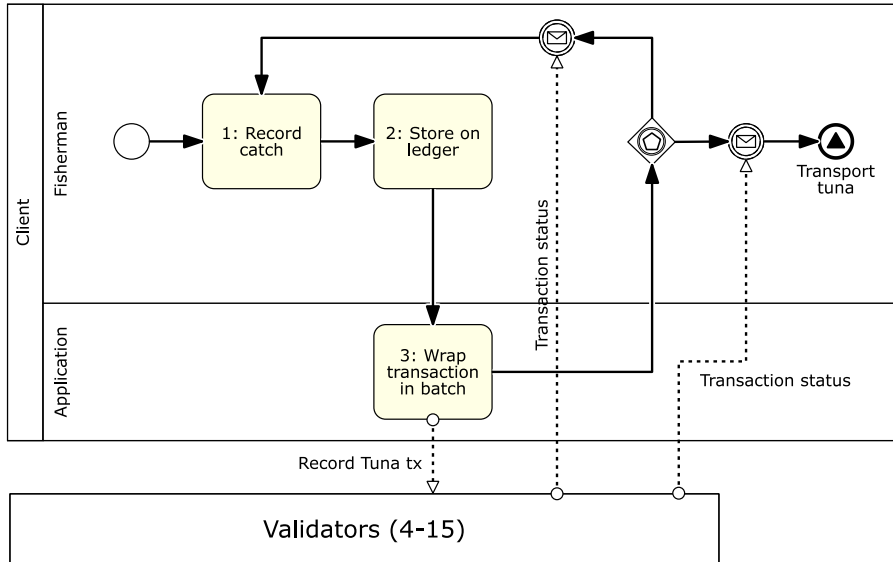 Client
Fisherman
1: Record
catch
2: Store on
ledger
Transport
tuna
Transaction status
Application
3: Wrap
transaction
in batch
Transaction status
Record Tuna tx
Validators (4-15)